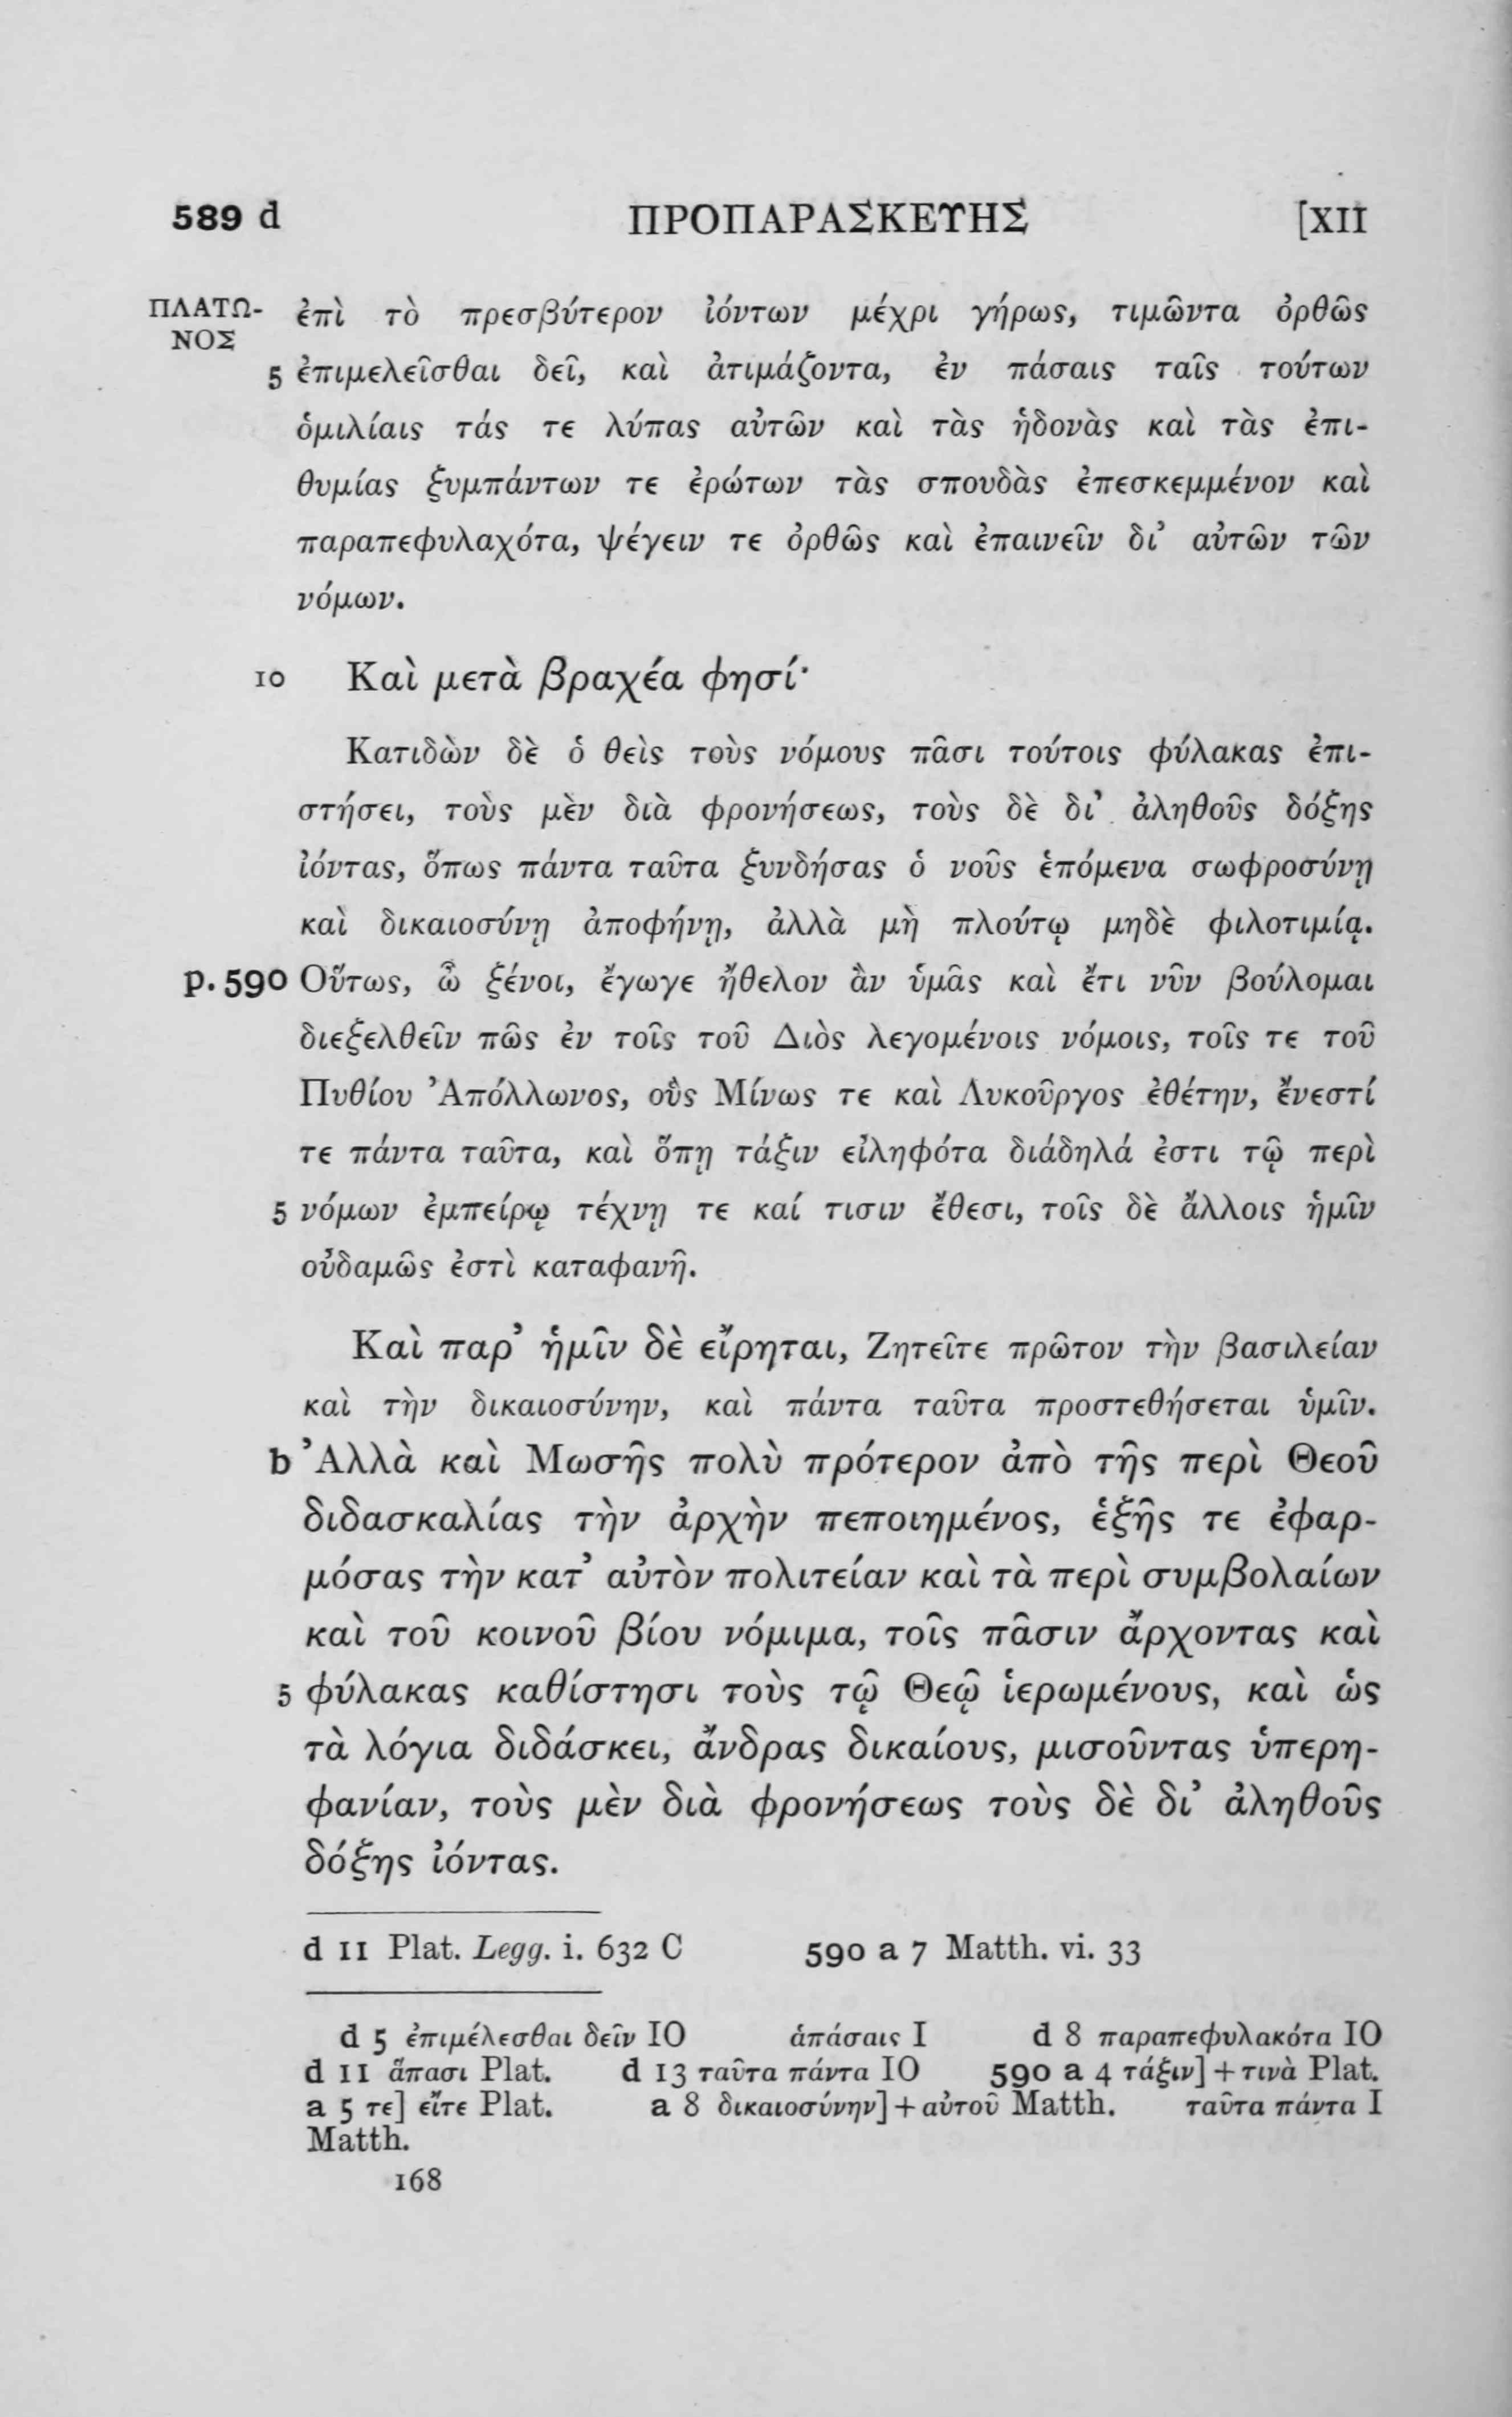 589 d ΠΡΟΠΑΡΑΣΚΕΥΗΣ [XII
ΠΛΑΤΩ- ἐπὶ τὸ πρεσβύτερον ἰόντων μέχρι γήρως, τιμῶντα ὀρθῶς
ΝΟΣ
5 ἐπιμελεῖσθαι δεῖ, καὶ ἀτιμάζοντα, ἐν πάσαις ταῖς τούτων
ὁμιλίαις τάς τε λύπας αὐτῶν καὶ τὰς ἡδονὰς καὶ τὰς ἐπι-
θυμίας ξυμπάντων τε ἐρώτων τὰς σπουδὰς ἐπεσκεμμένον καὶ
παραπεφυλαχότα, ψέγειν τε ὀρθῶς καὶ ἐπαινεῖν δι’ αὐτῶν τῶν
νόμων.
10 Καὶ μετὰ βραχέα φησί·
Κατιδὼν δὲ ὁ θεὶς τοὺς νόμους πᾶσι τούτοις φύλακας ἐπι-
στήσει, τοὺς μὲν διὰ φρονήσεως, τοὺς δὲ δι’ ἀληθοῦς δόξης
ἰόντας, ὅπως πάντα ταῦτα ξυνδήσας ὁ νοῦς ἑπόμενα σωφροσύνῃ
καὶ δικαιοσύνῃ ἀποφήνῃ, ἀλλὰ μὴ πλούτῳ μηδὲ φιλοτιμίᾳ.
p. 590 Οὕτως, ὦ ξένοι, ἔγωγε ἤθελον ἂν ὑμᾶς καὶ ἔτι νῦν βούλομαι
διεξελθεῖν πῶς ἐν τοῖς τοῦ Διὸς λεγομένοις νόμοις, τοῖς τε τοῦ
Πυθίου Ἀπόλλωνος, οὓς Μίνως τε καὶ Λυκοῦργος ἐθέτην, ἔνεστί
τε πάντα ταῦτα, καὶ ὅπῃ τάξιν εἰληφότα διάδηλά ἐστι τῷ περὶ
5 νόμων ἐμπείρῳ τέχνῃ τε καί τισιν ἔθεσι, τοῖς δὲ ἄλλοις ἡμῖν
οὐδαμῶς ἐστὶ καταφανῆ.
Καὶ παρ’ ἡμῖν δὲ εἴρηται, Ζητεῖτε πρῶτον τὴν βασιλείαν
καὶ τὴν δικαιοσύνην, καὶ πάντα ταῦτα προστεθήσεται ὑμῖν.
b Ἀλλὰ καὶ Μωσῆς πολὺ πρότερον ἀπὸ τῆς περὶ Θεοῦ
διδασκαλίας τὴν ἀρχὴν πεποιημένος, ἑξῆς τε ἐφαρ-
μόσας τὴν κατ’ αὐτὸν πολιτείαν καὶ τὰ περὶ συμβολαίων
καὶ τοῦ κοινοῦ βίου νόμιμα, τοῖς πᾶσιν ἄρχοντας καὶ
5 φύλακας καθίστησι τοὺς τῷ Θεῷ ἱερωμένους, καὶ ὡς
τὰ λόγια διδάσκει, ἄνδρας δικαίους, μισοῦντας ὑπερη-
φανίαν, τοὺς μὲν διὰ φρονήσεως τοὺς δὲ δι’ ἀληθοῦς
δόξης ἰόντας.
d 11 Plat. Legg. i. 632 C 590 a 7 Matth. vi. 33
d 5 ἐπιμέλεσθαι δεῖν IO ἁπάσαις I d 8 παραπεφυλακότα IO
d 11 ἅπασι Plat. d 13 ταῦτα πάντα IO 590 a 4 τάξιν] + τινὰ Plat.
a 5 τε] εἴτε Plat. a 8 δικαιοσύνην] + αὐτοῦ Matth. ταῦτα πάντα I
Matth.
168